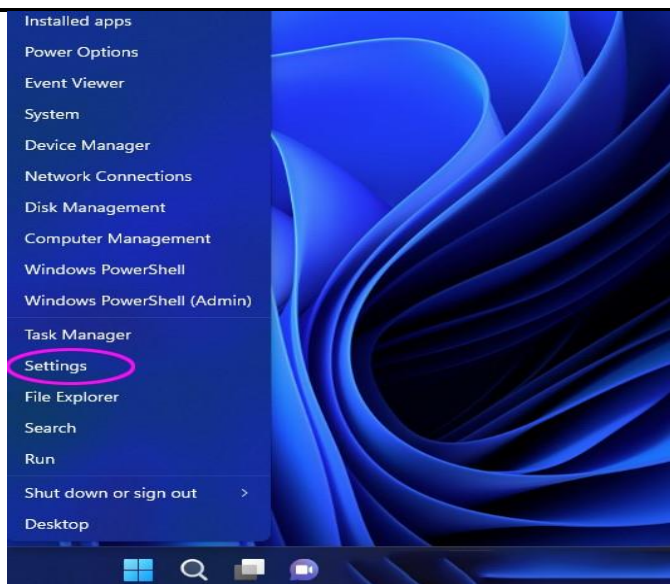 Installed apps
Power Options
Event Viewer
System
Device Manager
Network Connections
Disk Management
Computer Management
Windows PowerShell
Windows PowerShell (Admin)
Task Manager
Settings
File Explorer
Search
Run
Shut down or sign out >
Desktop